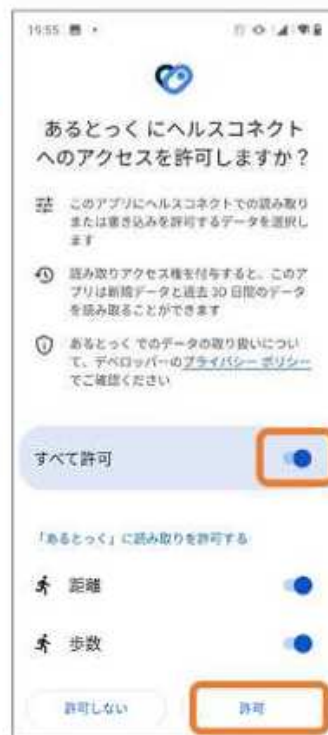 19:55
あるとっく にヘルスコネクト
へのアクセスを許可しますか？
このアプリにヘルスコネクトでの読み取り
または書き込みを許可するデータを選択し
ます
読み取りアクセス権を付与すると、このア
プリは新規データと過去 30 日間のデータ
を読み取ることができます
あるとっく でのデータの取り扱いについ
て、デベロッパーのプライバシー ポリシー
でご確認ください
すべて許可
「あるとっく」に読み取りを許可する
距離
歩数
許可しない
許可